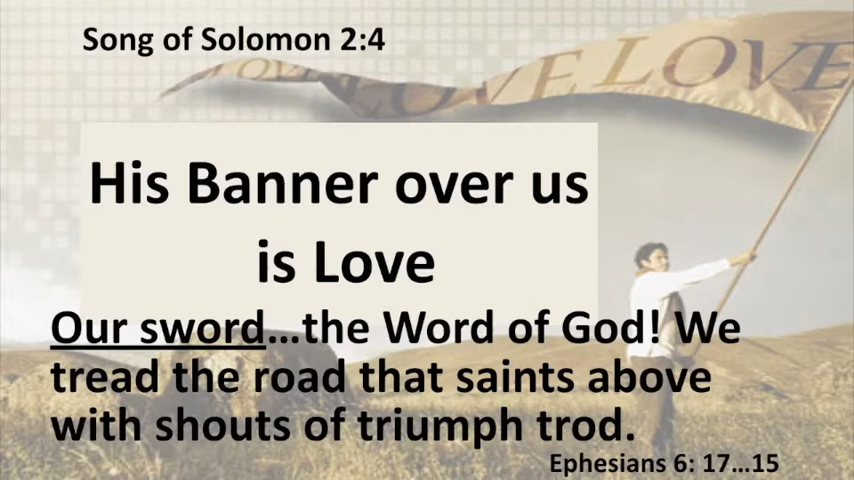 Song of Solomon 2:4
LOVE LOVE LOVE
His Banner over us
is Love
Our sword…the Word of God! We
tread the road that saints above
with shouts of triumph trod.
Ephesians 6: 17…15